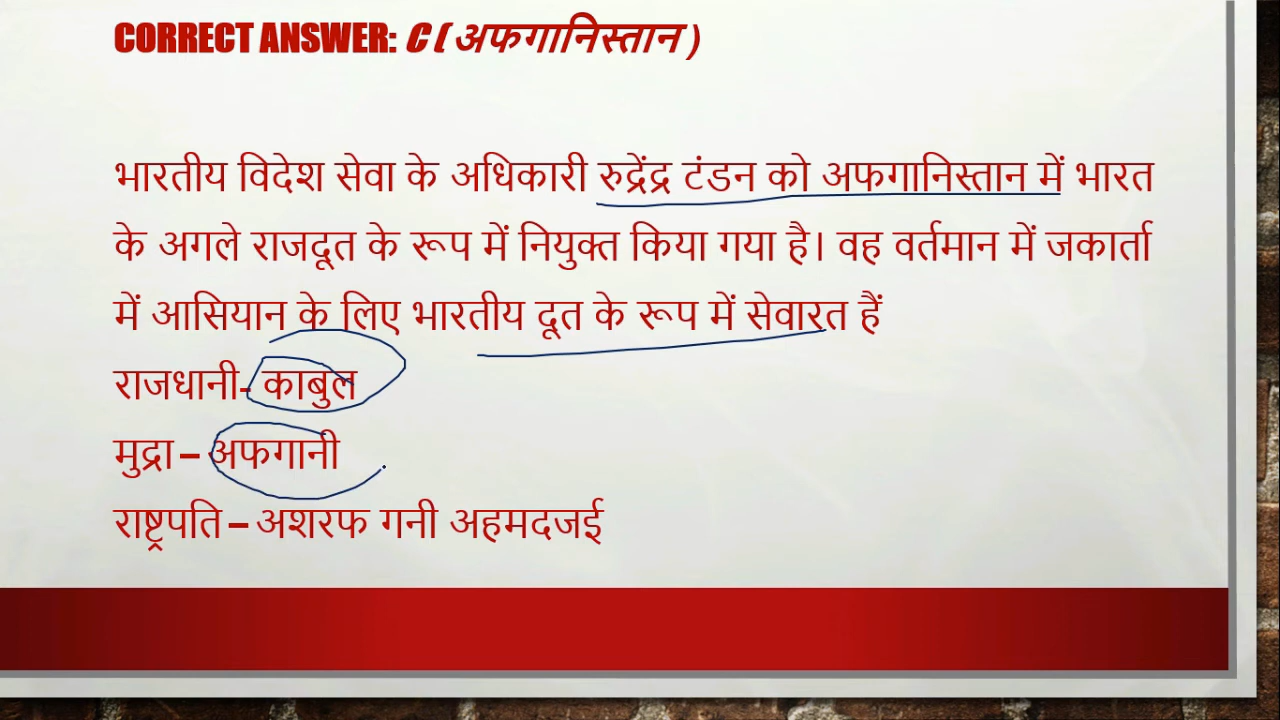 CORRECT ANSWER: C ( अफगानिस्तान )
भारतीय विदेश सेवा के अधिकारी रुद्रेंद्र टंडन को अफगानिस्तान में भारत
के अगले राजदूत के रूप में नियुक्त किया गया है। वह वर्तमान में जकार्ता
में आसियान के लिए भारतीय दूत के रूप में सेवारत हैं
राजधानी- काबुल
मुद्रा – अफगानी
राष्ट्रपति – अशरफ गनी अहमदजई